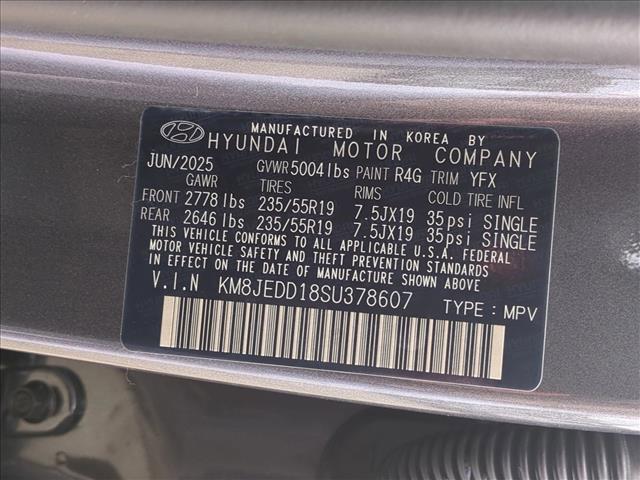 MANUFACTURED IN KOREA BY
HYUNDAI MOTOR COMPANY
JUN/2025 GVWR 5004 lbs PAINT R4G TRIM YFX
GAWR TIRES RIMS COLD TIRE INFL
FRONT 2778 lbs 235/55R19 7.5JX19 35psi SINGLE
REAR 2646 lbs 235/55R19 7.5JX19 35psi SINGLE
THIS VEHICLE CONFORMS TO ALL APPLICABLE U.S.A. FEDERAL
MOTOR VEHICLE SAFETY AND THEFT PREVENTION STANDARDS
IN EFFECT ON THE DATE OF MANUFACTURE SHOWN ABOVE.
V.I.N KM8JEDD18SU378607 TYPE : MPV